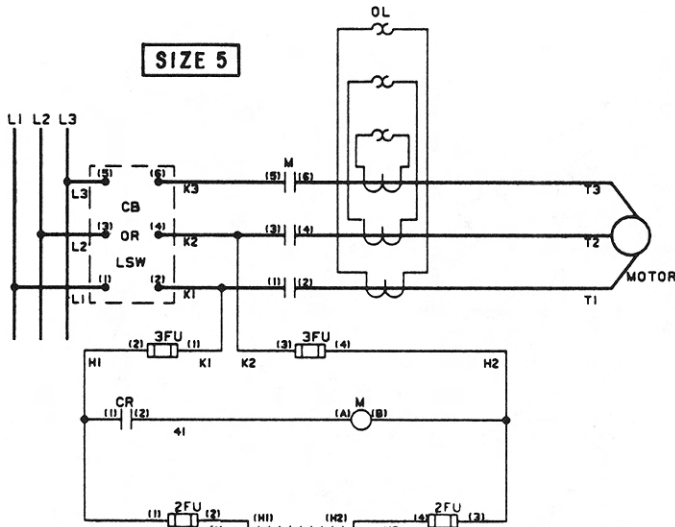 OL
SIZE 5
L1 L2 L3
M
(5) (6) (5) (6)
L3 K3 T3
CB
(3) (4) (3) (4)
OR
L2 K2 T2
LSW
MOTOR
(1) (2) (1) (2)
L1 K1 T1
3FU 3FU
(2) (1) (3) (4)
H1 K1 K2 H2
CR M
(1) (2) (A) (B)
41
2FU 2FU
(1) (2) (H1) (H2) (4) (3)